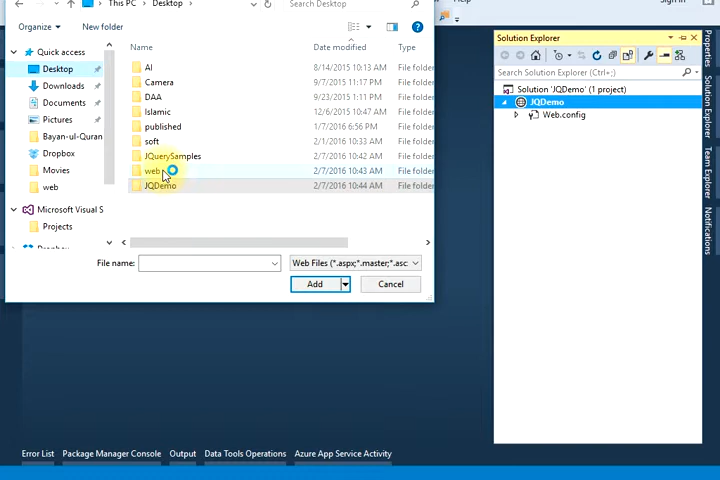 This PC > Desktop >
Search Desktop
Sign in
Organize
New folder
?
Quick access
Desktop
Downloads
Documents
Pictures
Bayan-ul-Quran
Dropbox
Movies
web
Microsoft Visual S
Projects
Name
Date modified
Type
AI 8/14/2015 10:13 AM File folder
Camera 9/23/2015 11:17 PM File folder
DAA 9/23/2015 1:11 PM File folder
Islamic 12/6/2015 10:47 AM File folder
published 1/7/2016 6:56 PM File folder
soft 2/1/2016 10:33 AM File folder
JQuerySamples 2/7/2016 10:42 AM File folder
web 2/7/2016 10:43 AM File folder
JQDemo 2/7/2016 10:44 AM File folder
File name:
Web Files (*.aspx;*.master;*.asc
Add
Cancel
Solution Explorer
Search Solution Explorer (Ctrl+;)
Solution 'JQDemo' (1 project)
JQDemo
Web.config
Properties
Solution Explorer
Team Explorer
Notifications
Error List
Package Manager Console
Output
Data Tools Operations
Azure App Service Activity